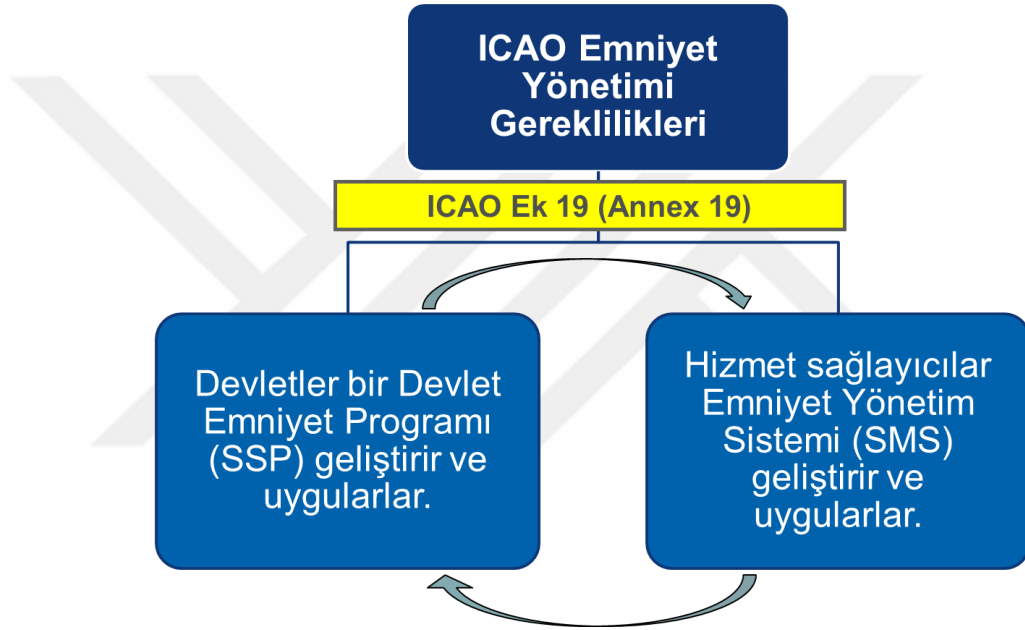 ICAO Emniyet
Yönetimi
Gereklilikleri
ICAO Ek 19 (Annex 19)
Devletler bir Devlet
Emniyet Programı
(SSP) geliştirir ve
uygularlar.
Hizmet sağlayıcılar
Emniyet Yönetim
Sistemi (SMS)
geliştirir ve
uygularlar.